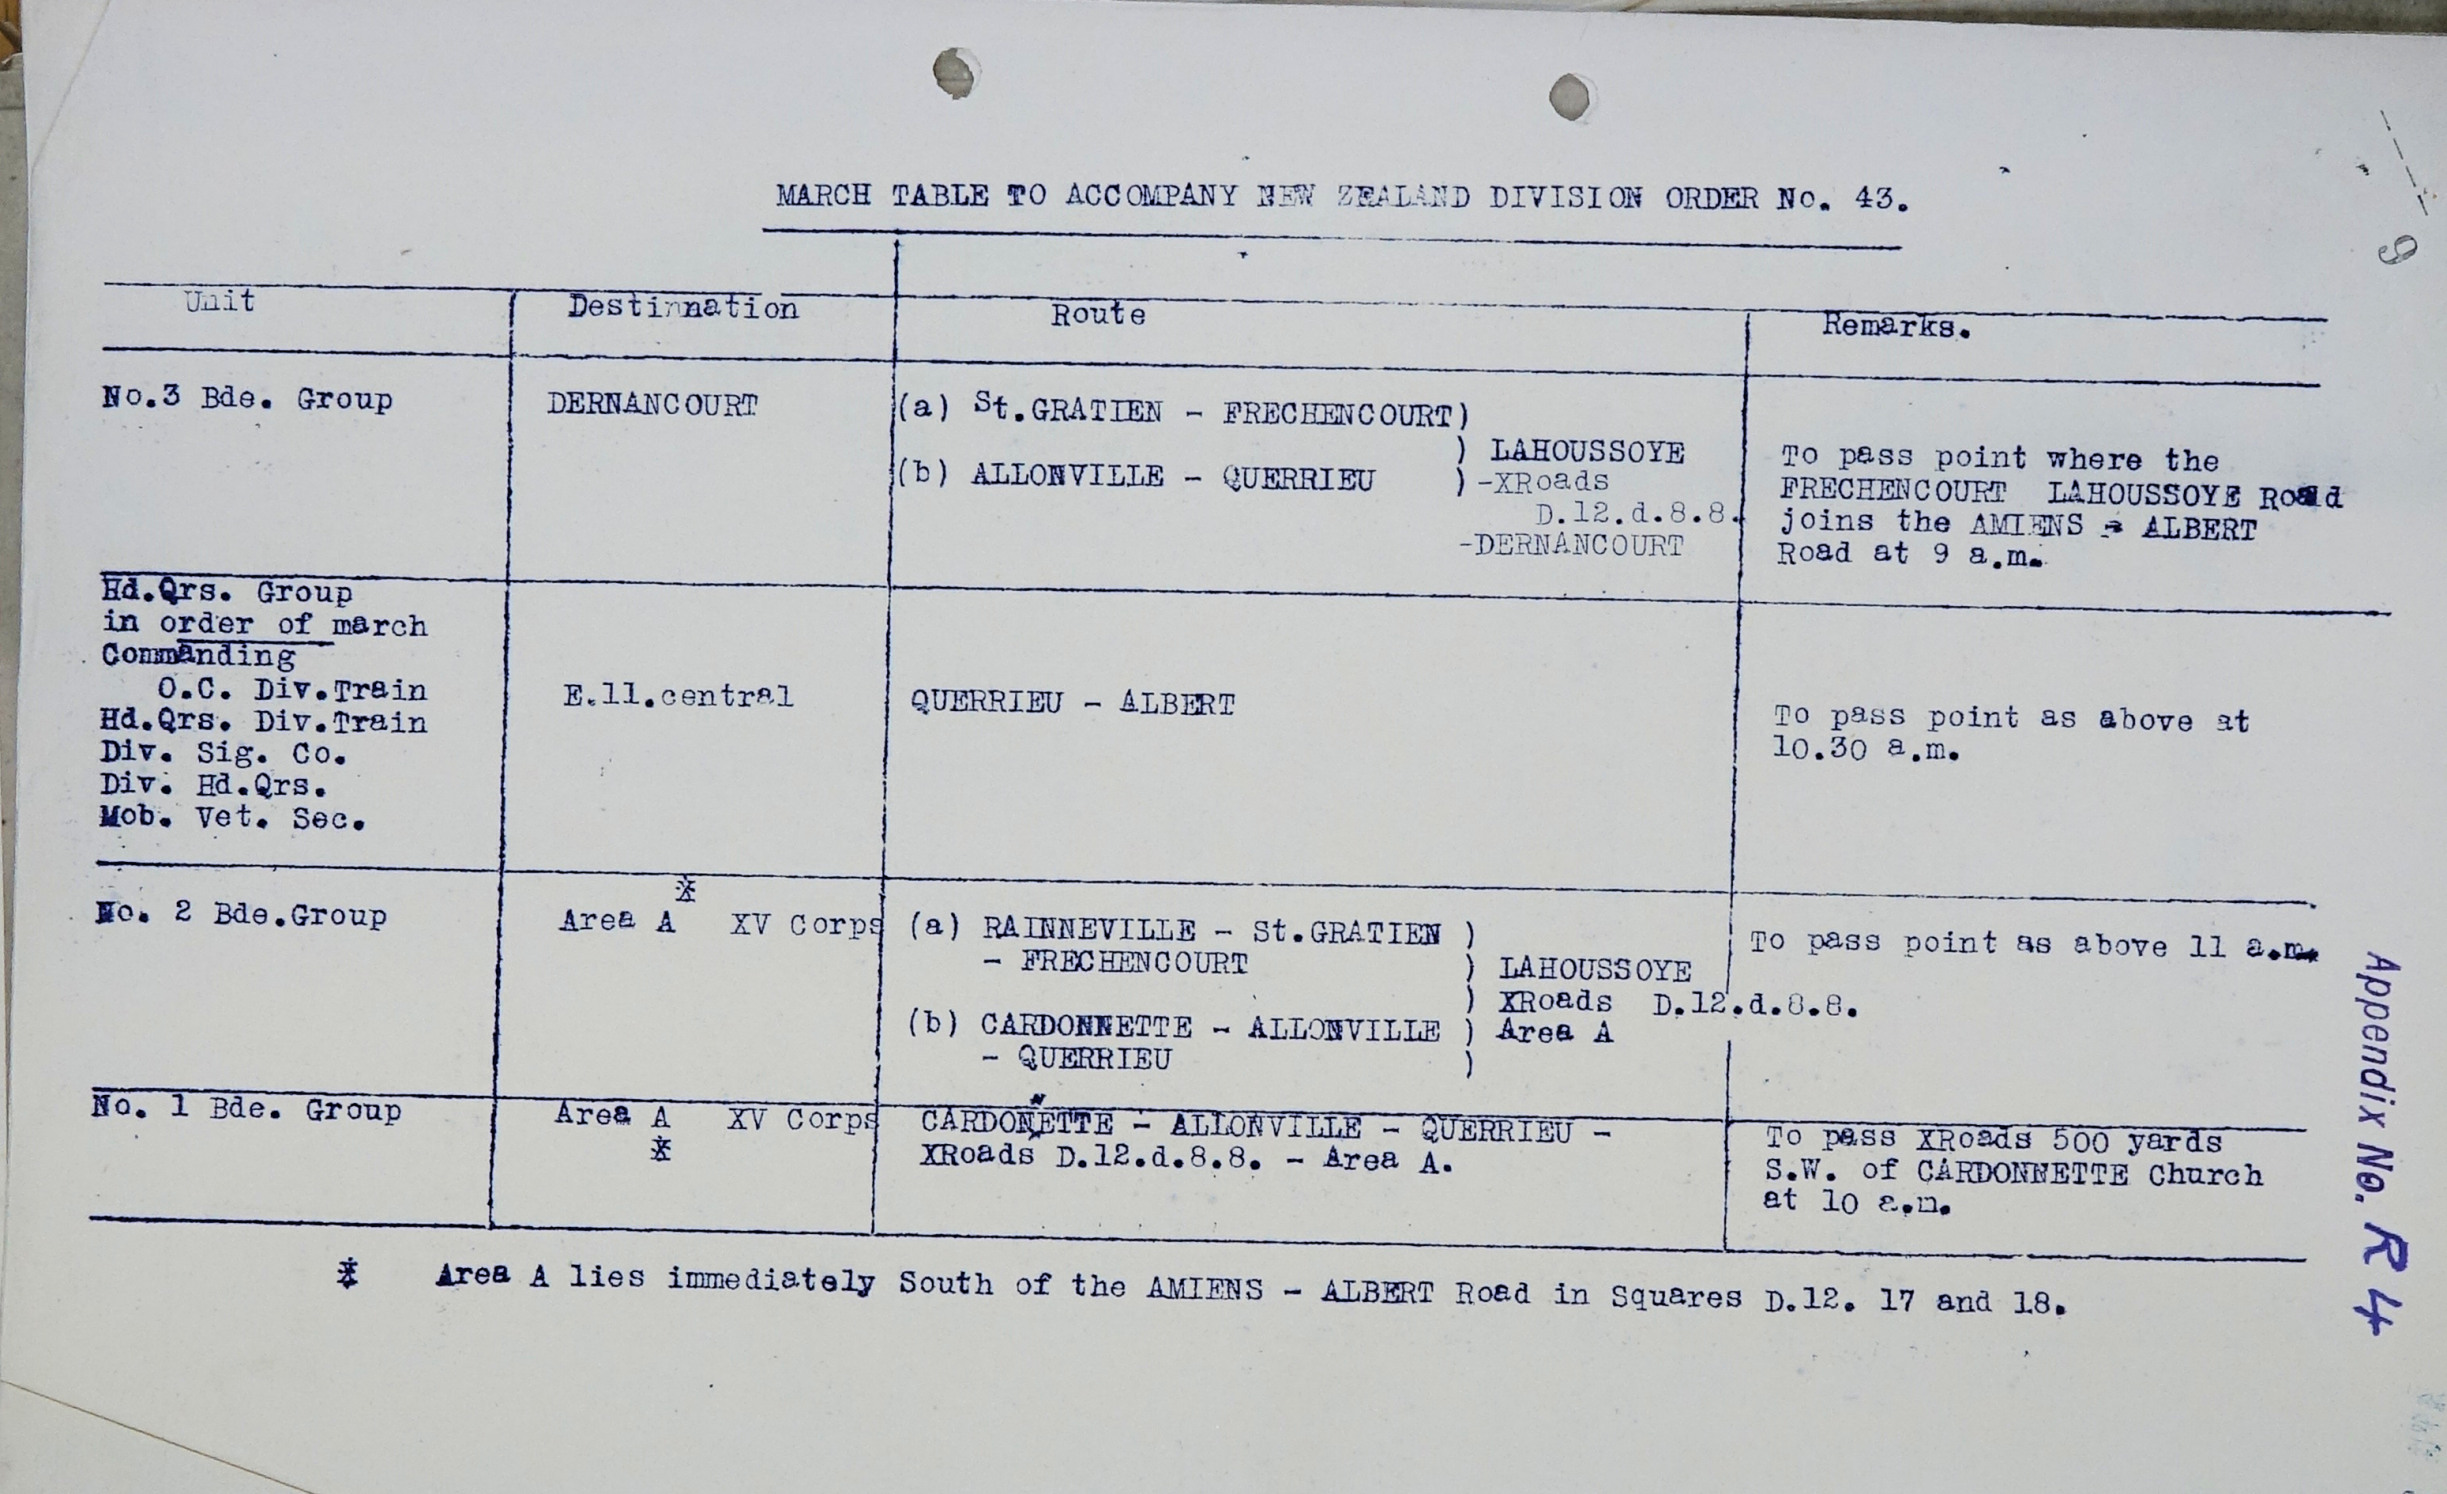 MARCH TABLE TO ACCOMPANY NEW ZEALAND DIVISION ORDER No. 43.
Unit
Destinnation
Route
Remarks.
No.3 Bde. Group
DERNANCOURT
(a) St.GRATIEN - FRECHENCOURT)
) LAHOUSSOYE
(b) ALLONVILLE - QUERRIEU ) -XRoads
D.12.d.8.8.
-DERNANCOURT
To pass point where the
FRECHENCOURT LAHOUSSOYE Road
joins the AMIENS - ALBERT
Road at 9 a.m.
Hd.Qrs. Group
in order of march
Commanding
O.C. Div.Train
Hd.Qrs. Div.Train
Div. Sig. Co.
Div. Hd.Qrs.
Mob. Vet. Sec.
E.11.central
QUERRIEU - ALBERT
To pass point as above at
10.30 a.m.
No. 2 Bde.Group
*
Area A XV Corps
(a) RAINNEVILLE - St.GRATIEN )
- FRECHENCOURT ) LAHOUSSOYE
) XRoads D.12.d.8.8.
(b) CARDONNETTE - ALLONVILLE ) Area A
- QUERRIEU )
To pass point as above 11 a.m.
No. 1 Bde. Group
Area A XV Corps
*
N
CARDONETTE - ALLONVILLE - QUERRIEU -
XRoads D.12.d.8.8. - Area A.
To pass XRoads 500 yards
S.W. of CARDONNETTE Church
at 10 a.m.
* Area A lies immediately South of the AMIENS - ALBERT Road in Squares D.12. 17 and 18.
Appendix No. R 4
9